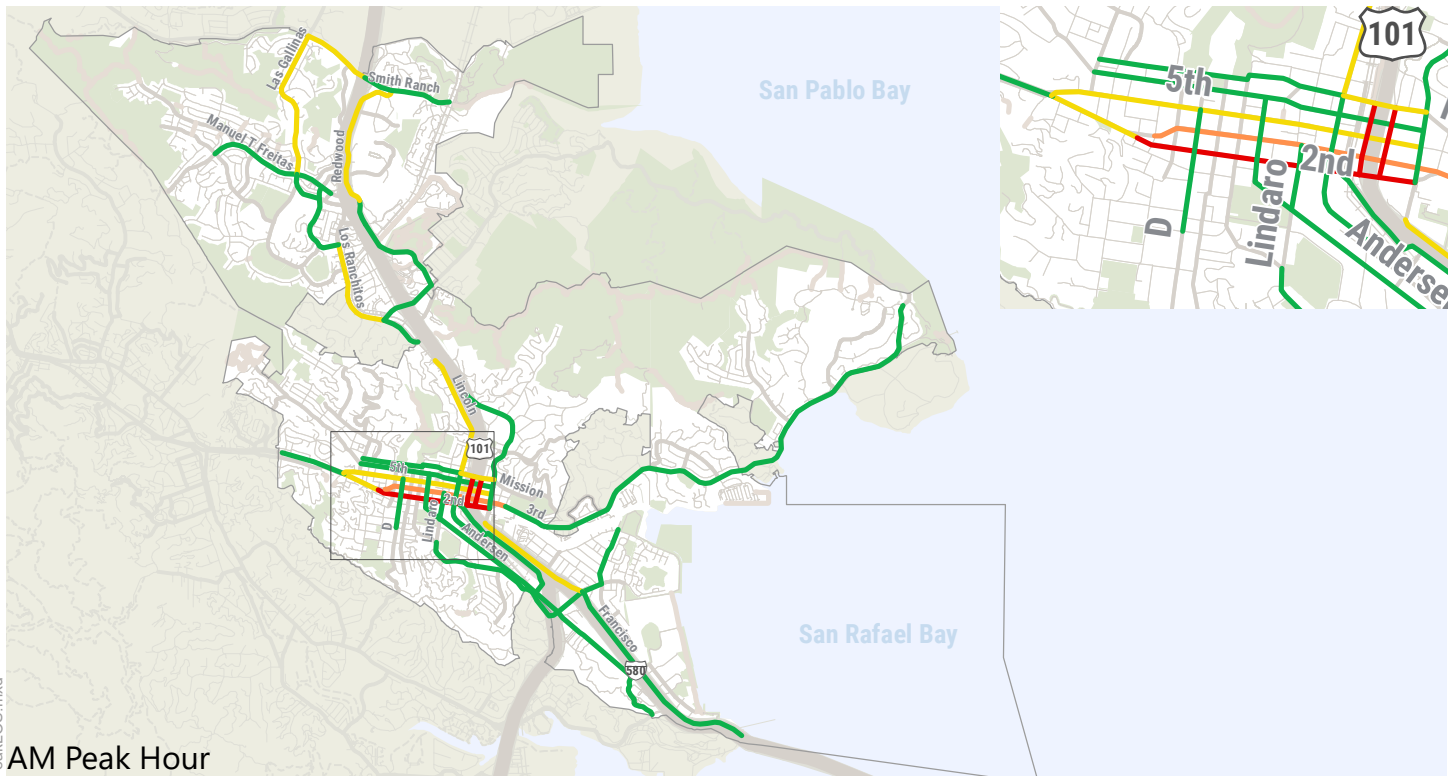 Las Gallinas
Smith Ranch
Manuel T. Freitas
Redwood
Los Ranchitos
Lincoln
101
5th
Mission
2nd
3rd
D
Lindaro
Andersen
Francisco
580
San Pablo Bay
San Rafael Bay
101
5th
2nd
D
Lindaro
Anderse
AM Peak Hour